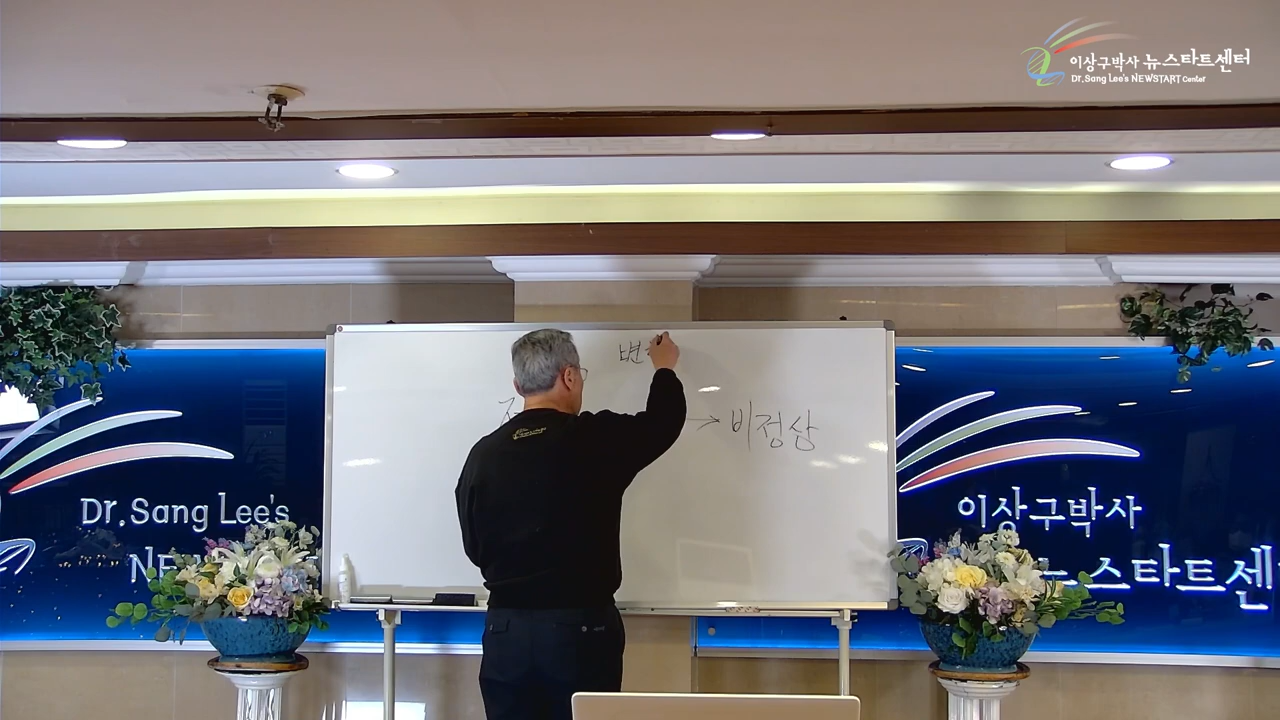 이상구박사 뉴스타트센터
Dr.Sang Lee's NEWSTART Center
변
→ 비정상
Dr.Sang Lee's
이상구박사
뉴스타트센